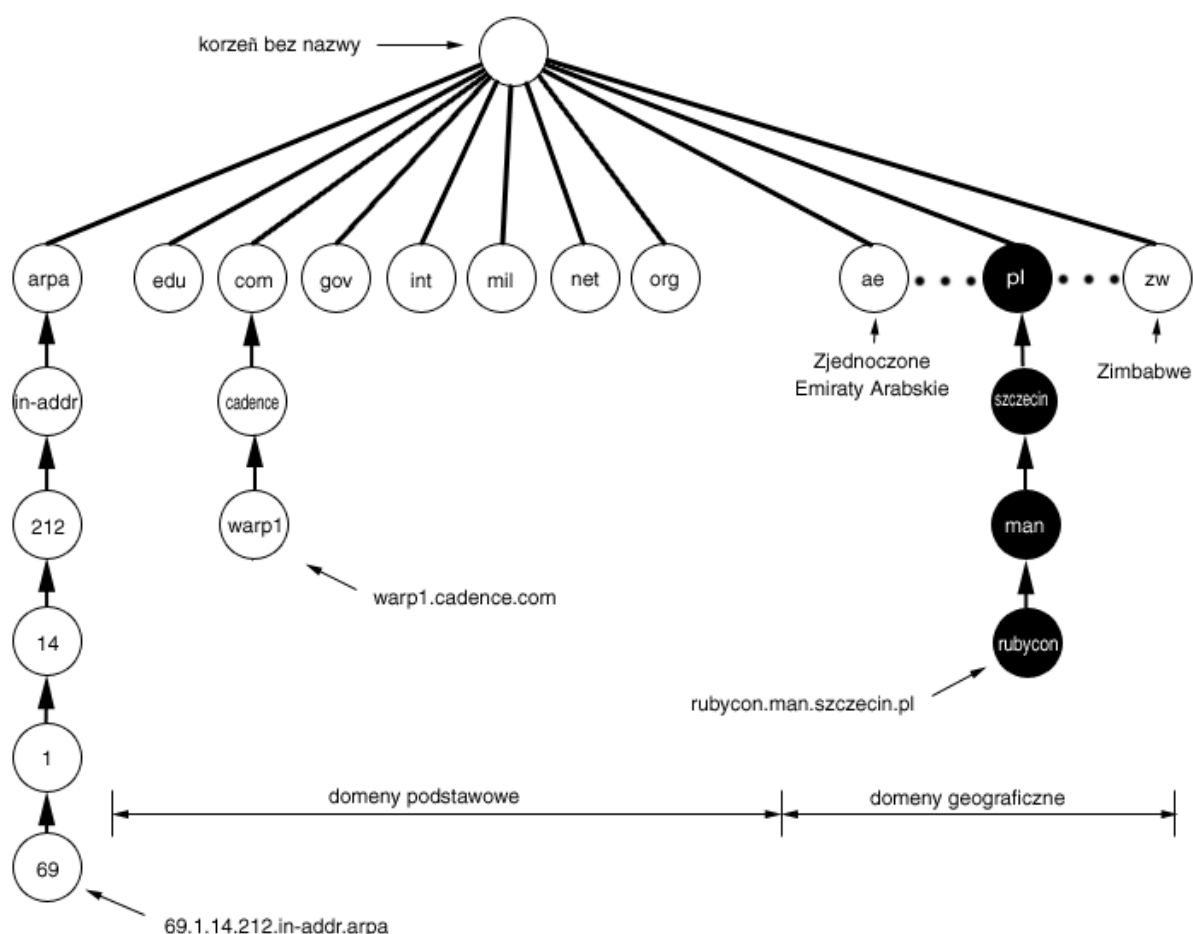 korzeñ bez nazwy
arpa
edu
com
gov
int
mil
net
org
ae
pl
zw
Zjednoczone
Emiraty Arabskie
Zimbabwe
in-addr
cadence
szczecin
212
warp1
man
warp1.cadence.com
14
rubycon
rubycon.man.szczecin.pl
1
domeny podstawowe
domeny geograficzne
69
69.1.14.212.in-addr.arpa